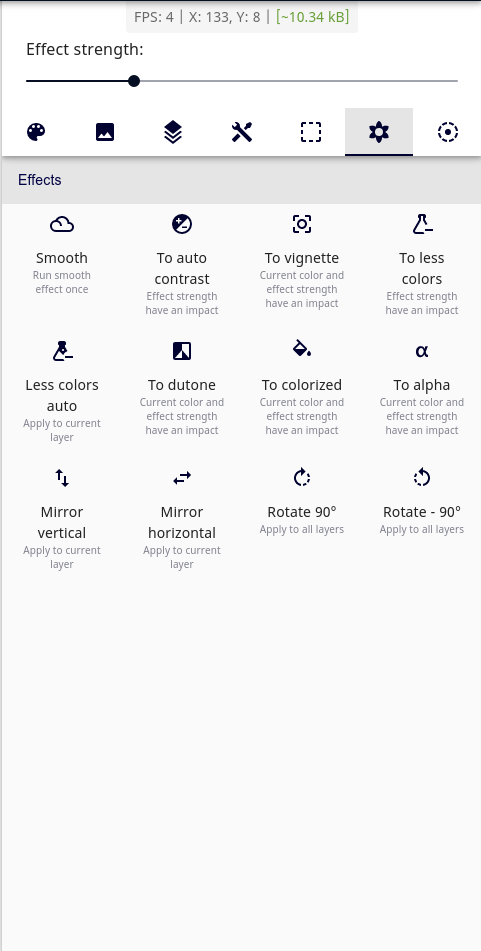 FPS: 4 | X: 133, Y: 8 | [~10.34 kB]
Effect strength:
Effects
Smooth
Run smooth
effect once
To auto
contrast
Effect strength
have an impact
To vignette
Current color and
effect strength
have an impact
To less
colors
Effect strength
have an impact
Less colors
auto
Apply to current
layer
To dutone
Current color and
effect strength
have an impact
To colorized
Current color and
effect strength
have an impact
α
To alpha
Current color and
effect strength
have an impact
Mirror
vertical
Apply to current
layer
Mirror
horizontal
Apply to current
layer
Rotate 90°
Apply to all layers
Rotate - 90°
Apply to all layers